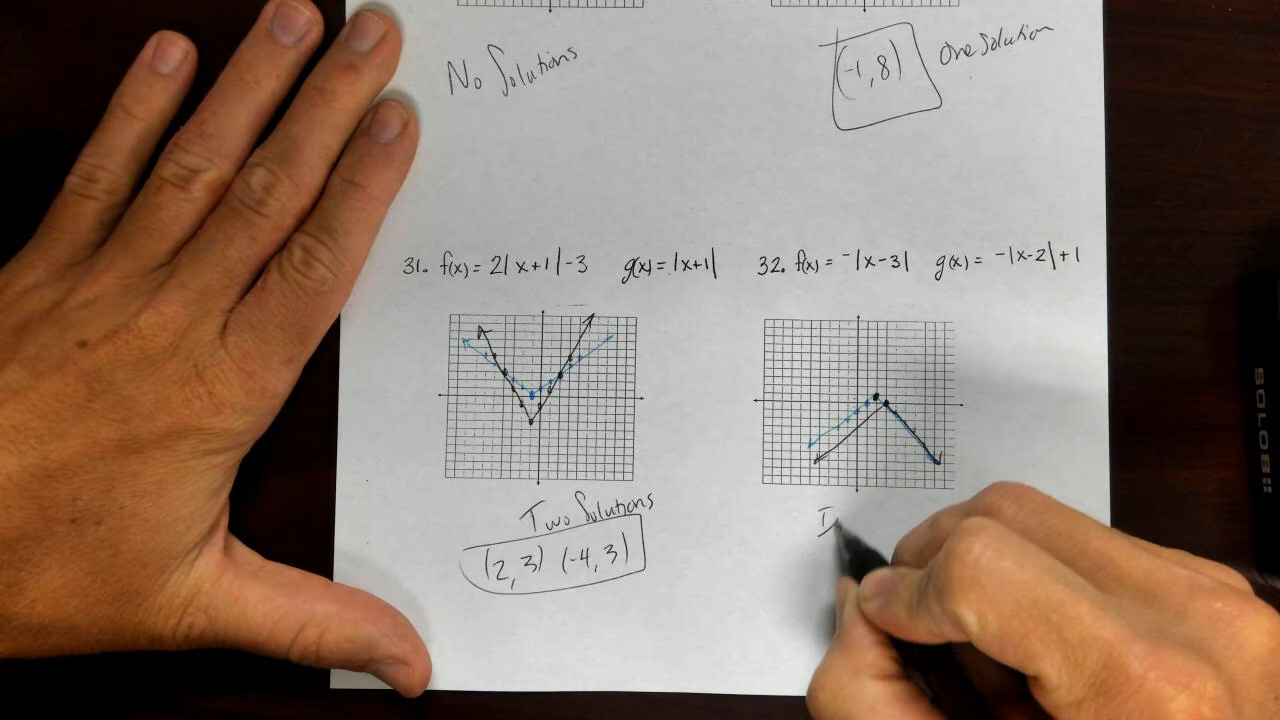 No Solutions
(-1,8) One Solution
31. f(x) = 2|x+1|-3 g(x) = |x+1|
32. f(x) = -|x-3| g(x) = -|x-2|+1
Two Solutions
(2,3) (-4,3)
I